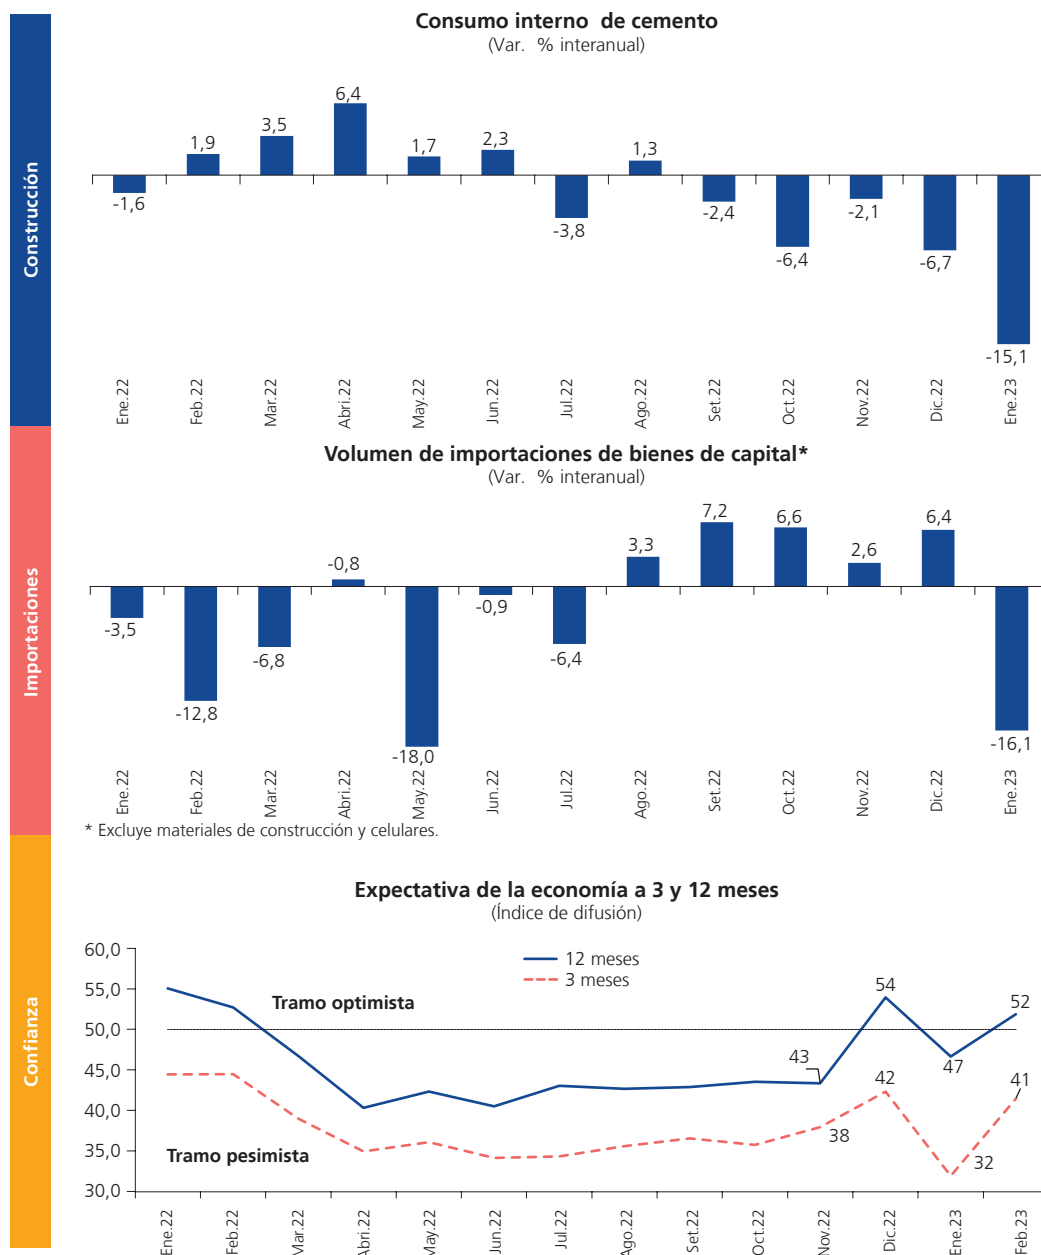 Construcción
Consumo interno  de cemento
(Var.  % interanual)
-1,6
1,9
3,5
6,4
1,7
2,3
-3,8
1,3
-2,4
-6,4
-2,1
-6,7
-15,1
Ene.22
Feb.22
Mar.22
Abri.22
May.22
Jun.22
Jul.22
Ago.22
Set.22
Oct.22
Nov.22
Dic.22
Ene.23
Importaciones
Volumen de importaciones de bienes de capital*
(Var.  % interanual)
-3,5
-12,8
-6,8
-0,8
-18,0
-0,9
-6,4
3,3
7,2
6,6
2,6
6,4
-16,1
Ene.22
Feb.22
Mar.22
Abri.22
May.22
Jun.22
Jul.22
Ago.22
Set.22
Oct.22
Nov.22
Dic.22
Ene.23
* Excluye materiales de construcción y celulares.
Confianza
Expectativa de la economía a 3 y 12 meses
(Índice de difusión)
60,0
55,0
50,0
45,0
40,0
35,0
30,0
12 meses
3 meses
Tramo optimista
Tramo pesimista
43
54
47
52
38
42
32
41
Ene.22
Feb.22
Mar.22
Abri.22
May.22
Jun.22
Jul.22
Ago.22
Set.22
Oct.22
Nov.22
Dic.22
Ene.23
Feb.23